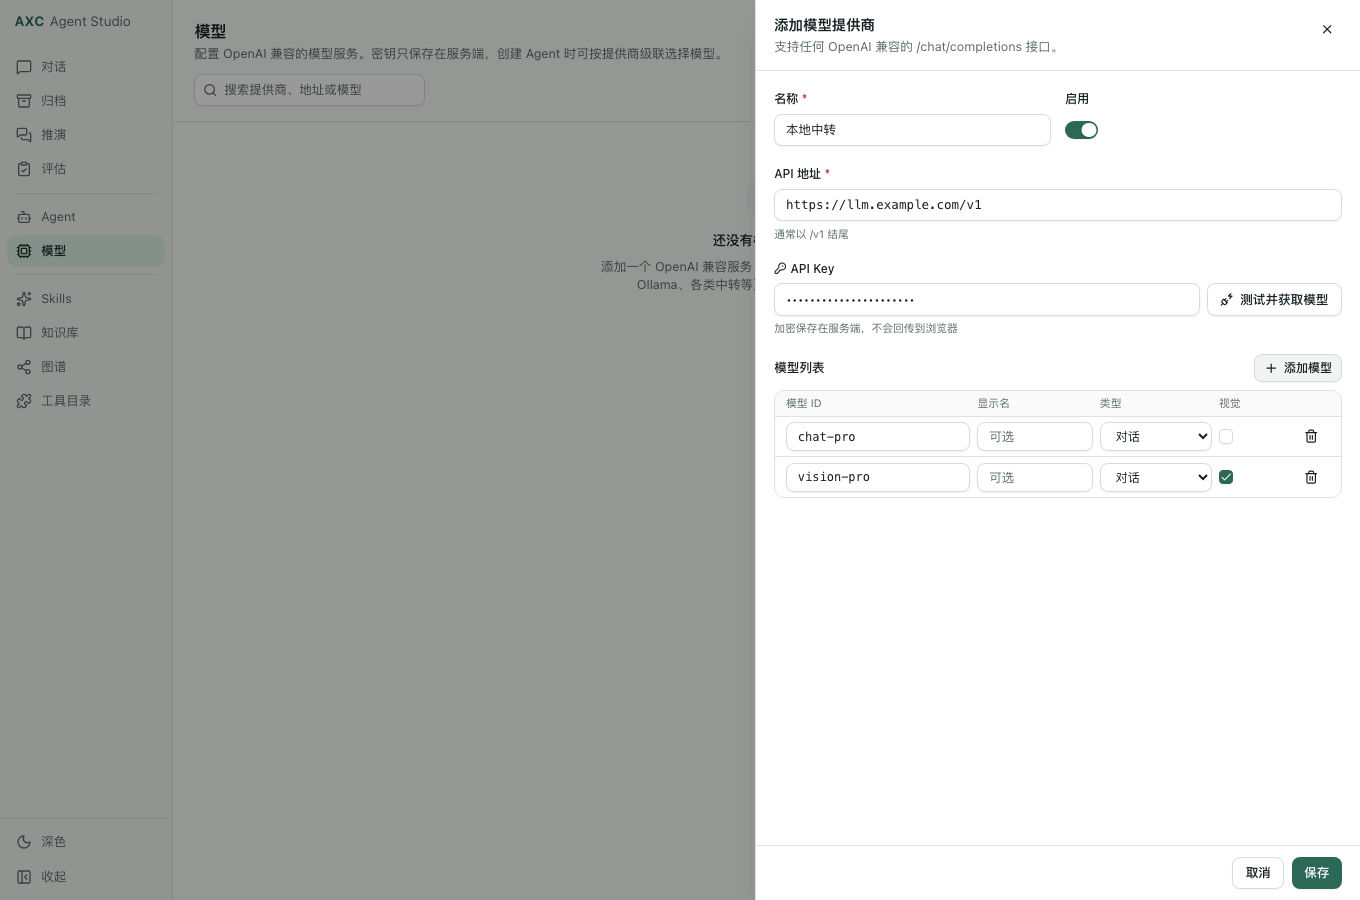 AXC Agent Studio
对话
归档
推演
评估
Agent
模型
Skills
知识库
图谱
工具目录
深色
收起
模型
配置 OpenAI 兼容的模型服务。密钥只保存在服务端，创建 Agent 时可按提供商级联选择模型。
搜索提供商、地址或模型
还没有
添加一个 OpenAI 兼容服务
Ollama、各类中转等
添加模型提供商
支持任何 OpenAI 兼容的 /chat/completions 接口。
名称 *
启用
本地中转
API 地址 *
https://llm.example.com/v1
通常以 /v1 结尾
API Key
••••••••••••••••••••••
测试并获取模型
加密保存在服务端，不会回传到浏览器
模型列表
添加模型
模型 ID 显示名 类型 视觉
chat-pro 可选 对话
vision-pro 可选 对话
取消
保存